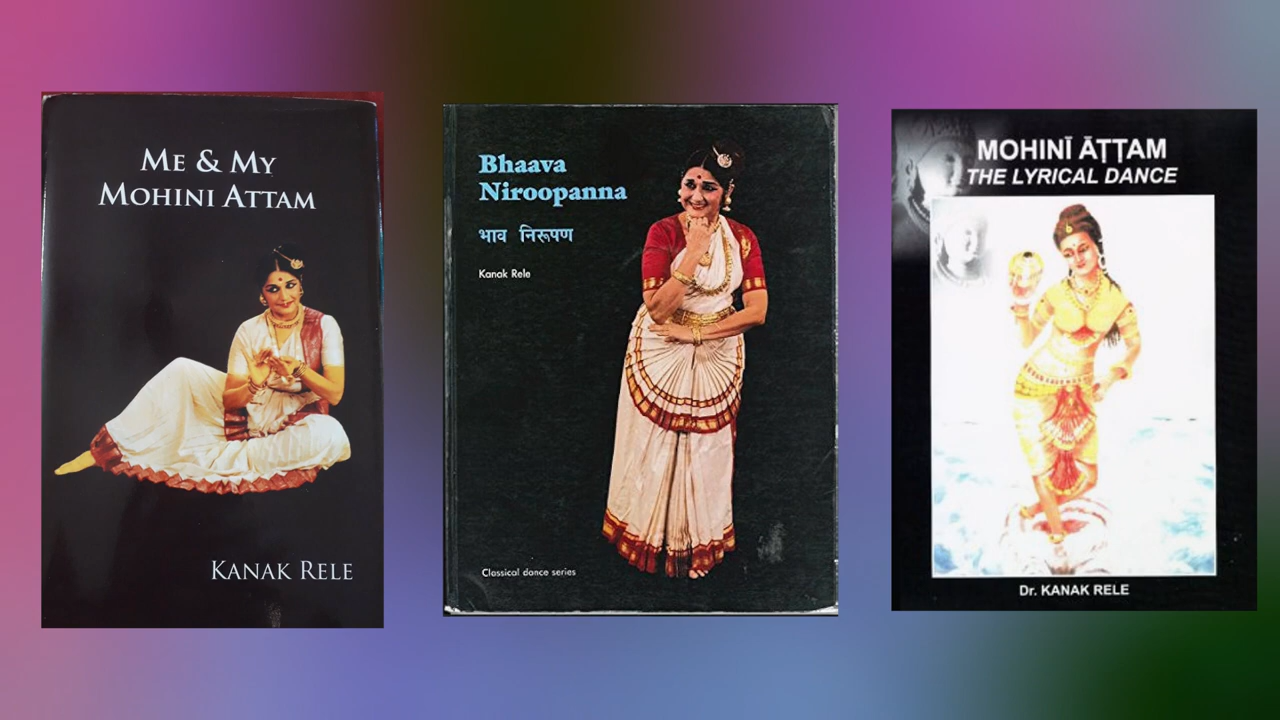 ME & MY
MOHINI ATTAM
KANAK RELE
Bhaava
Niroopanna
भाव निरूपण
Kanak Rele
Classical dance series
MOHINĪ ĀṬṬAM
THE LYRICAL DANCE
Dr. KANAK RELE